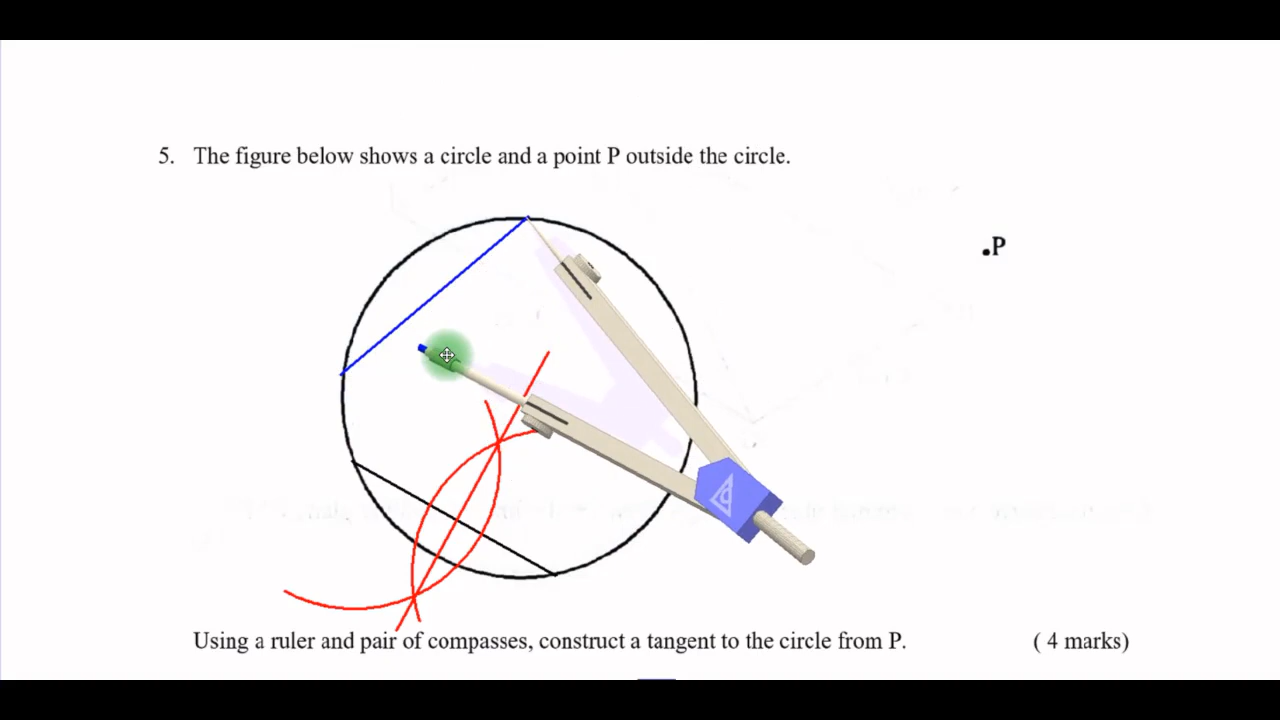 5. The figure below shows a circle and a point P outside the circle.
.P
Using a ruler and pair of compasses, construct a tangent to the circle from P. ( 4 marks)